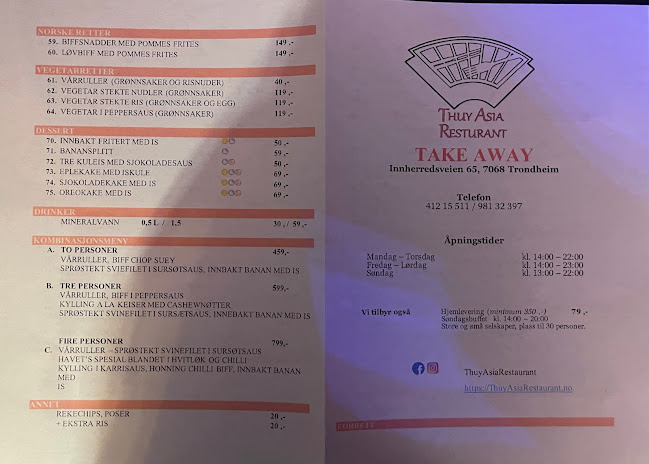 NORSKE RETTER
59. BIFFSNADDER MED POMMES FRITES 149 ,-
60. LØVBIFF MED POMMES FRITES 149 ,-
VEGETARRETTER
61. VÅRRULLER (GRØNNSAKER OG RISNUDER) 40 ,-
62. VEGETAR STEKTE NUDLER (GRØNNSAKER) 119 ,-
63. VEGETAR STEKTE RIS (GRØNNSAKER OG EGG) 119 ,-
64. VEGETAR I PEPPERSAUS (GRØNNSAKER) 119 ,-
DESSERT
70. INNBAKT FRITERT MED IS 50 ,-
71. BANANSPLITT 59 ,-
72. TRE KULEIS MED SJOKOLADESAUS 50 ,-
73. EPLEKAKE MED ISKULE 69 ,-
74. SJOKOLADEKAKE MED IS 69 ,-
75. OREOKAKE MED IS 69 ,-
DRINKER
MINERALVANN 0,5 L / 1,5 30 ,/ 59 ,-
KOMBINASJONSMENY
A. TO PERSONER 459,-
VÅRRULLER, BIFF CHOP SUEY
SPRØSTEKT SVIEFILET I SURSØTSAUS, INNBAKT BANAN MED IS
B. TRE PERSONER 599,-
VÅRRULLER, BIFF I PEPPERSAUS
KYLLING A LA KEISER MED CASHEWNØTTER
SPRØSTEKT SVINEFILET I SURSØTSAUS, INNEBAKT BANAN MED IS
FIRE PERSONER 799,-
C. VÅRRULLER – SPRØSTEKT SVINEFILET I SURSØTSAUS
HAVET'S SPESIAL BLANDET I HVITLØK OG CHILLI
KYLLING I KARRISAUS, HONNING CHILLI BIFF, INNBAKT BANAN
MED
IS
ANNET
REKECHIPS, POSER 20 ,-
+ EKSTRA RIS 20 ,-
THUY ASIA
RESTURANT
TAKE AWAY
Innherredsveien 65, 7068 Trondheim
Telefon
412 15 511 / 981 32 397
Åpningstider
Mandag – Torsdag kl. 14:00 – 22:00
Fredag – Lørdag kl. 14:00 – 23:00
Søndag kl. 13:00 – 22:00
Vi tilbyr også Hjemlevering (minimum 350 ,-) 79 ,-
Søndagsbuffet kl. 14:00 – 20:00
Store og små selskaper, plass til 30 personer.
ThuyAsiaRestaurant
https://ThuyAsiaRestaurant.no
FORRETT